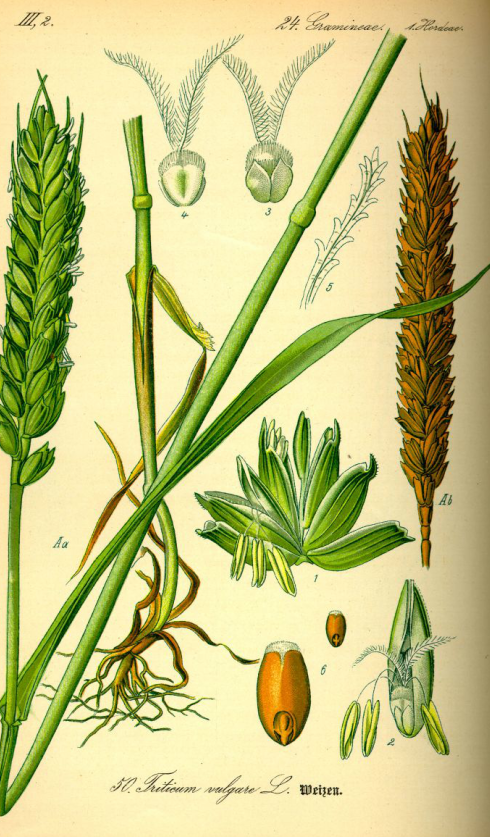 III, 2.
24. Gramineae.
1. Hordeae.
4
3
5
Aa
Ab
1
6
2
50. Triticum vulgare L. Weizen.